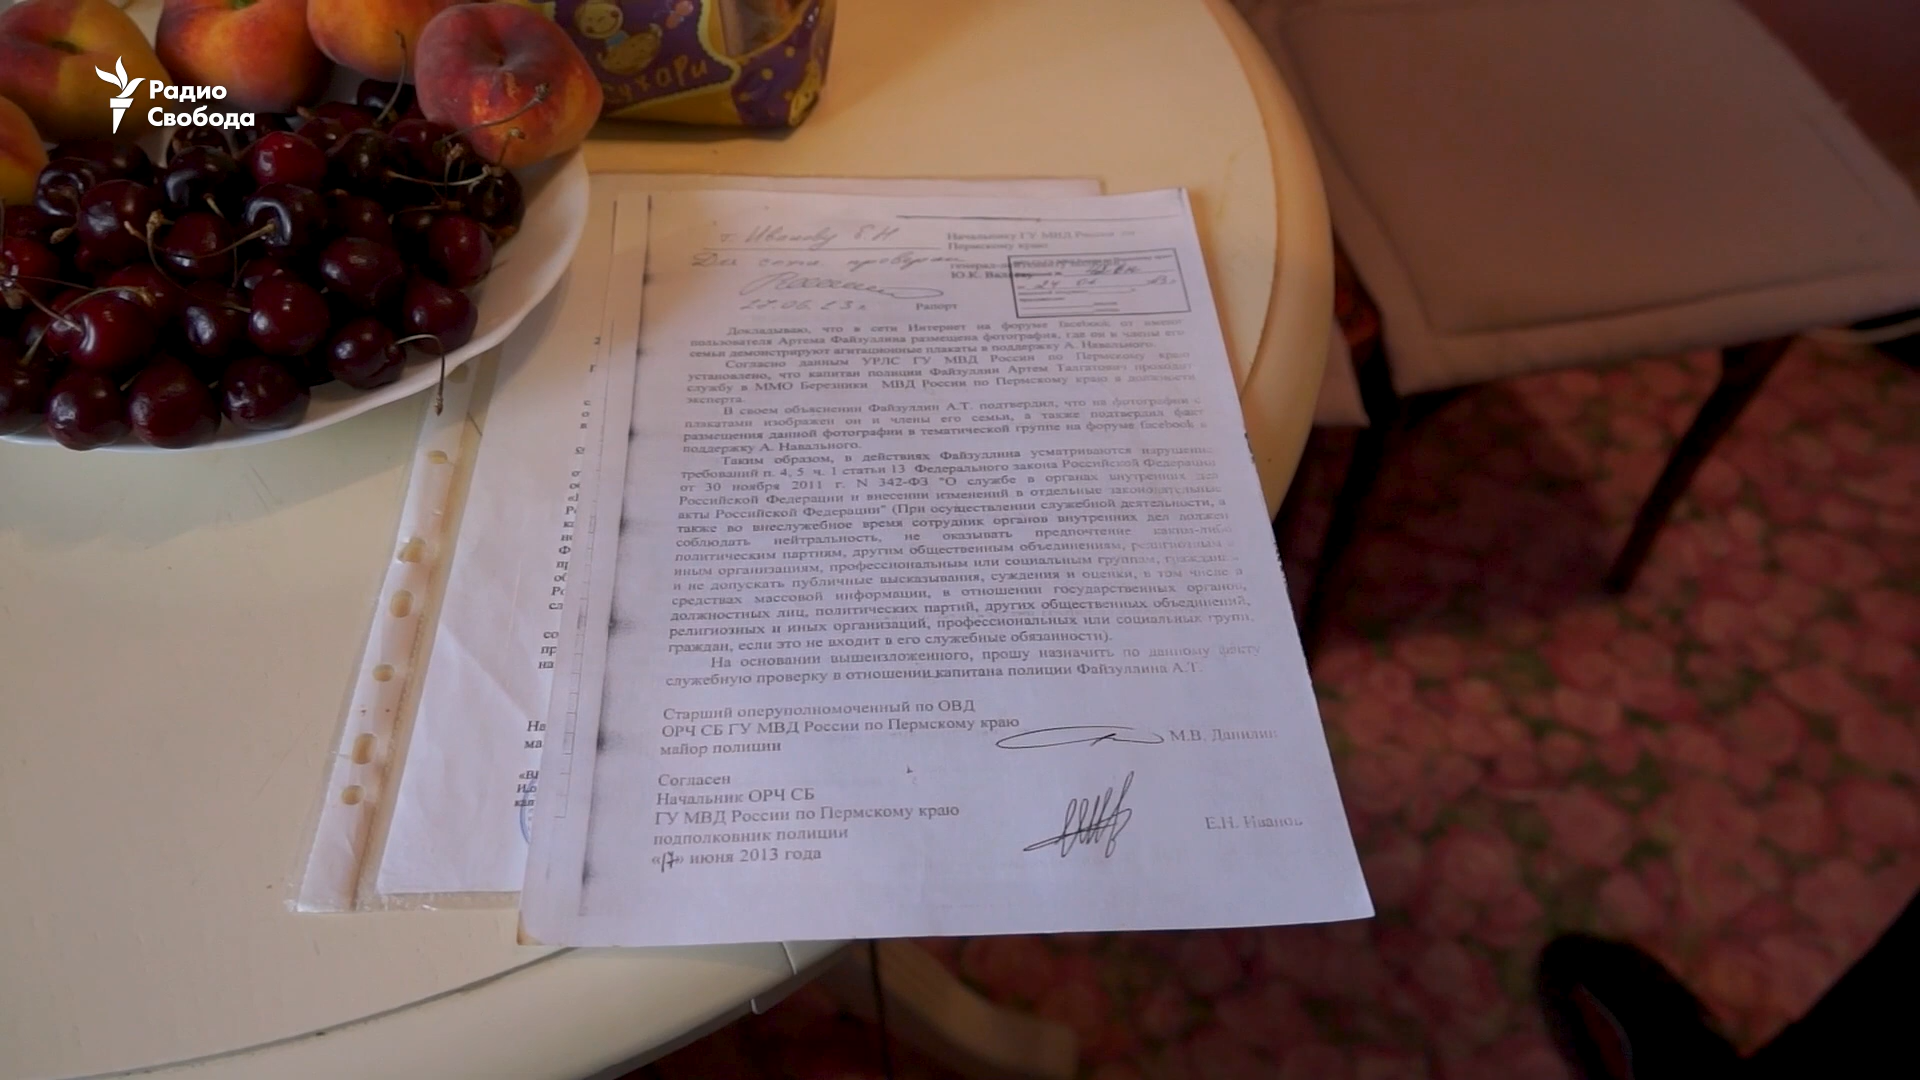 Радио
Свобода
сухари
г. Иванову Е.Н
Начальнику ГУ МВД России по
Пермскому краю
Для орг. проверки
генерал-лейтенанту
Ю.К.
24 06 13 г
27.06.13 г.
Рапорт
Докладываю, что в сети Интернет на форуме facebook от имени
пользователя Артема Файзуллина размещена фотография, где он и члены его
семьи демонстрируют агитационные плакаты в поддержку А. Навального.
Согласно данным УРЛС ГУ МВД России по Пермскому краю
установлено, что капитан полиции Файзуллин Артем Талгатович проходит
службу в ММО Березники МВД России по Пермскому краю в должности
эксперта.
В своем объяснении Файзуллин А.Т. подтвердил, что на фотографии с
плакатами изображен он и члены его семьи, а также подтвердил факт
размещения данной фотографии в тематической группе на форуме facebook в
поддержку А. Навального.
Таким образом, в действиях Файзуллина усматриваются нарушения
требований п. 4, 5 ч. 1 статьи 13 Федерального закона Российской Федерации
от 30 ноября 2011 г. N 342-ФЗ "О службе в органах внутренних дел
Российской Федерации и внесении изменений в отдельные законодательные
акты Российской Федерации" (При осуществлении служебной деятельности, а
также во внеслужебное время сотрудник органов внутренних дел должен
соблюдать нейтральность, не оказывать предпочтение каким-либо
политическим партиям, другим общественным объединениям, религиозным и
иным организациям, профессиональным или социальным группам, гражданам
и не допускать публичные высказывания, суждения и оценки, в том числе в
средствах массовой информации, в отношении государственных органов,
должностных лиц, политических партий, других общественных объединений,
религиозных и иных организаций, профессиональных или социальных групп,
граждан, если это не входит в его служебные обязанности).
На основании вышеизложенного, прошу назначить по данному факту
служебную проверку в отношении капитана полиции Файзуллина А.Т.
Старший оперуполномоченный по ОВД
ОРЧ СБ ГУ МВД России по Пермскому краю
майор полиции
М.В. Данилин
Согласен
Начальник ОРЧ СБ
ГУ МВД России по Пермскому краю
подполковник полиции
Е.Н. Иванов
«17» июня 2013 года